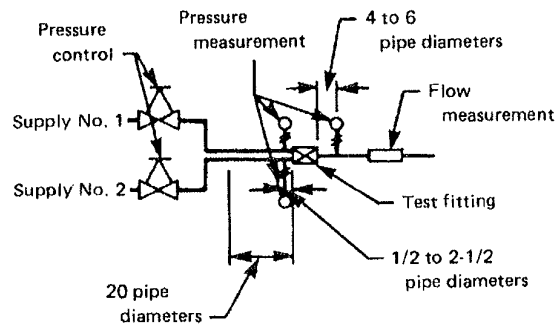 Pressure
control
Pressure
measurement
4 to 6
pipe diameters
Flow
measurement
Supply No. 1
Supply No. 2
Test fitting
1/2 to 2-1/2
pipe diameters
20 pipe
diameters